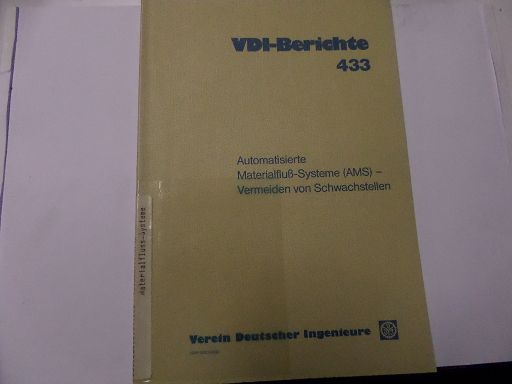 VDI-Berichte
433
Automatisierte
Materialfluß-Systeme (AMS) –
Vermeiden von Schwachstellen
Materialfluss-Systeme
Verein Deutscher Ingenieure